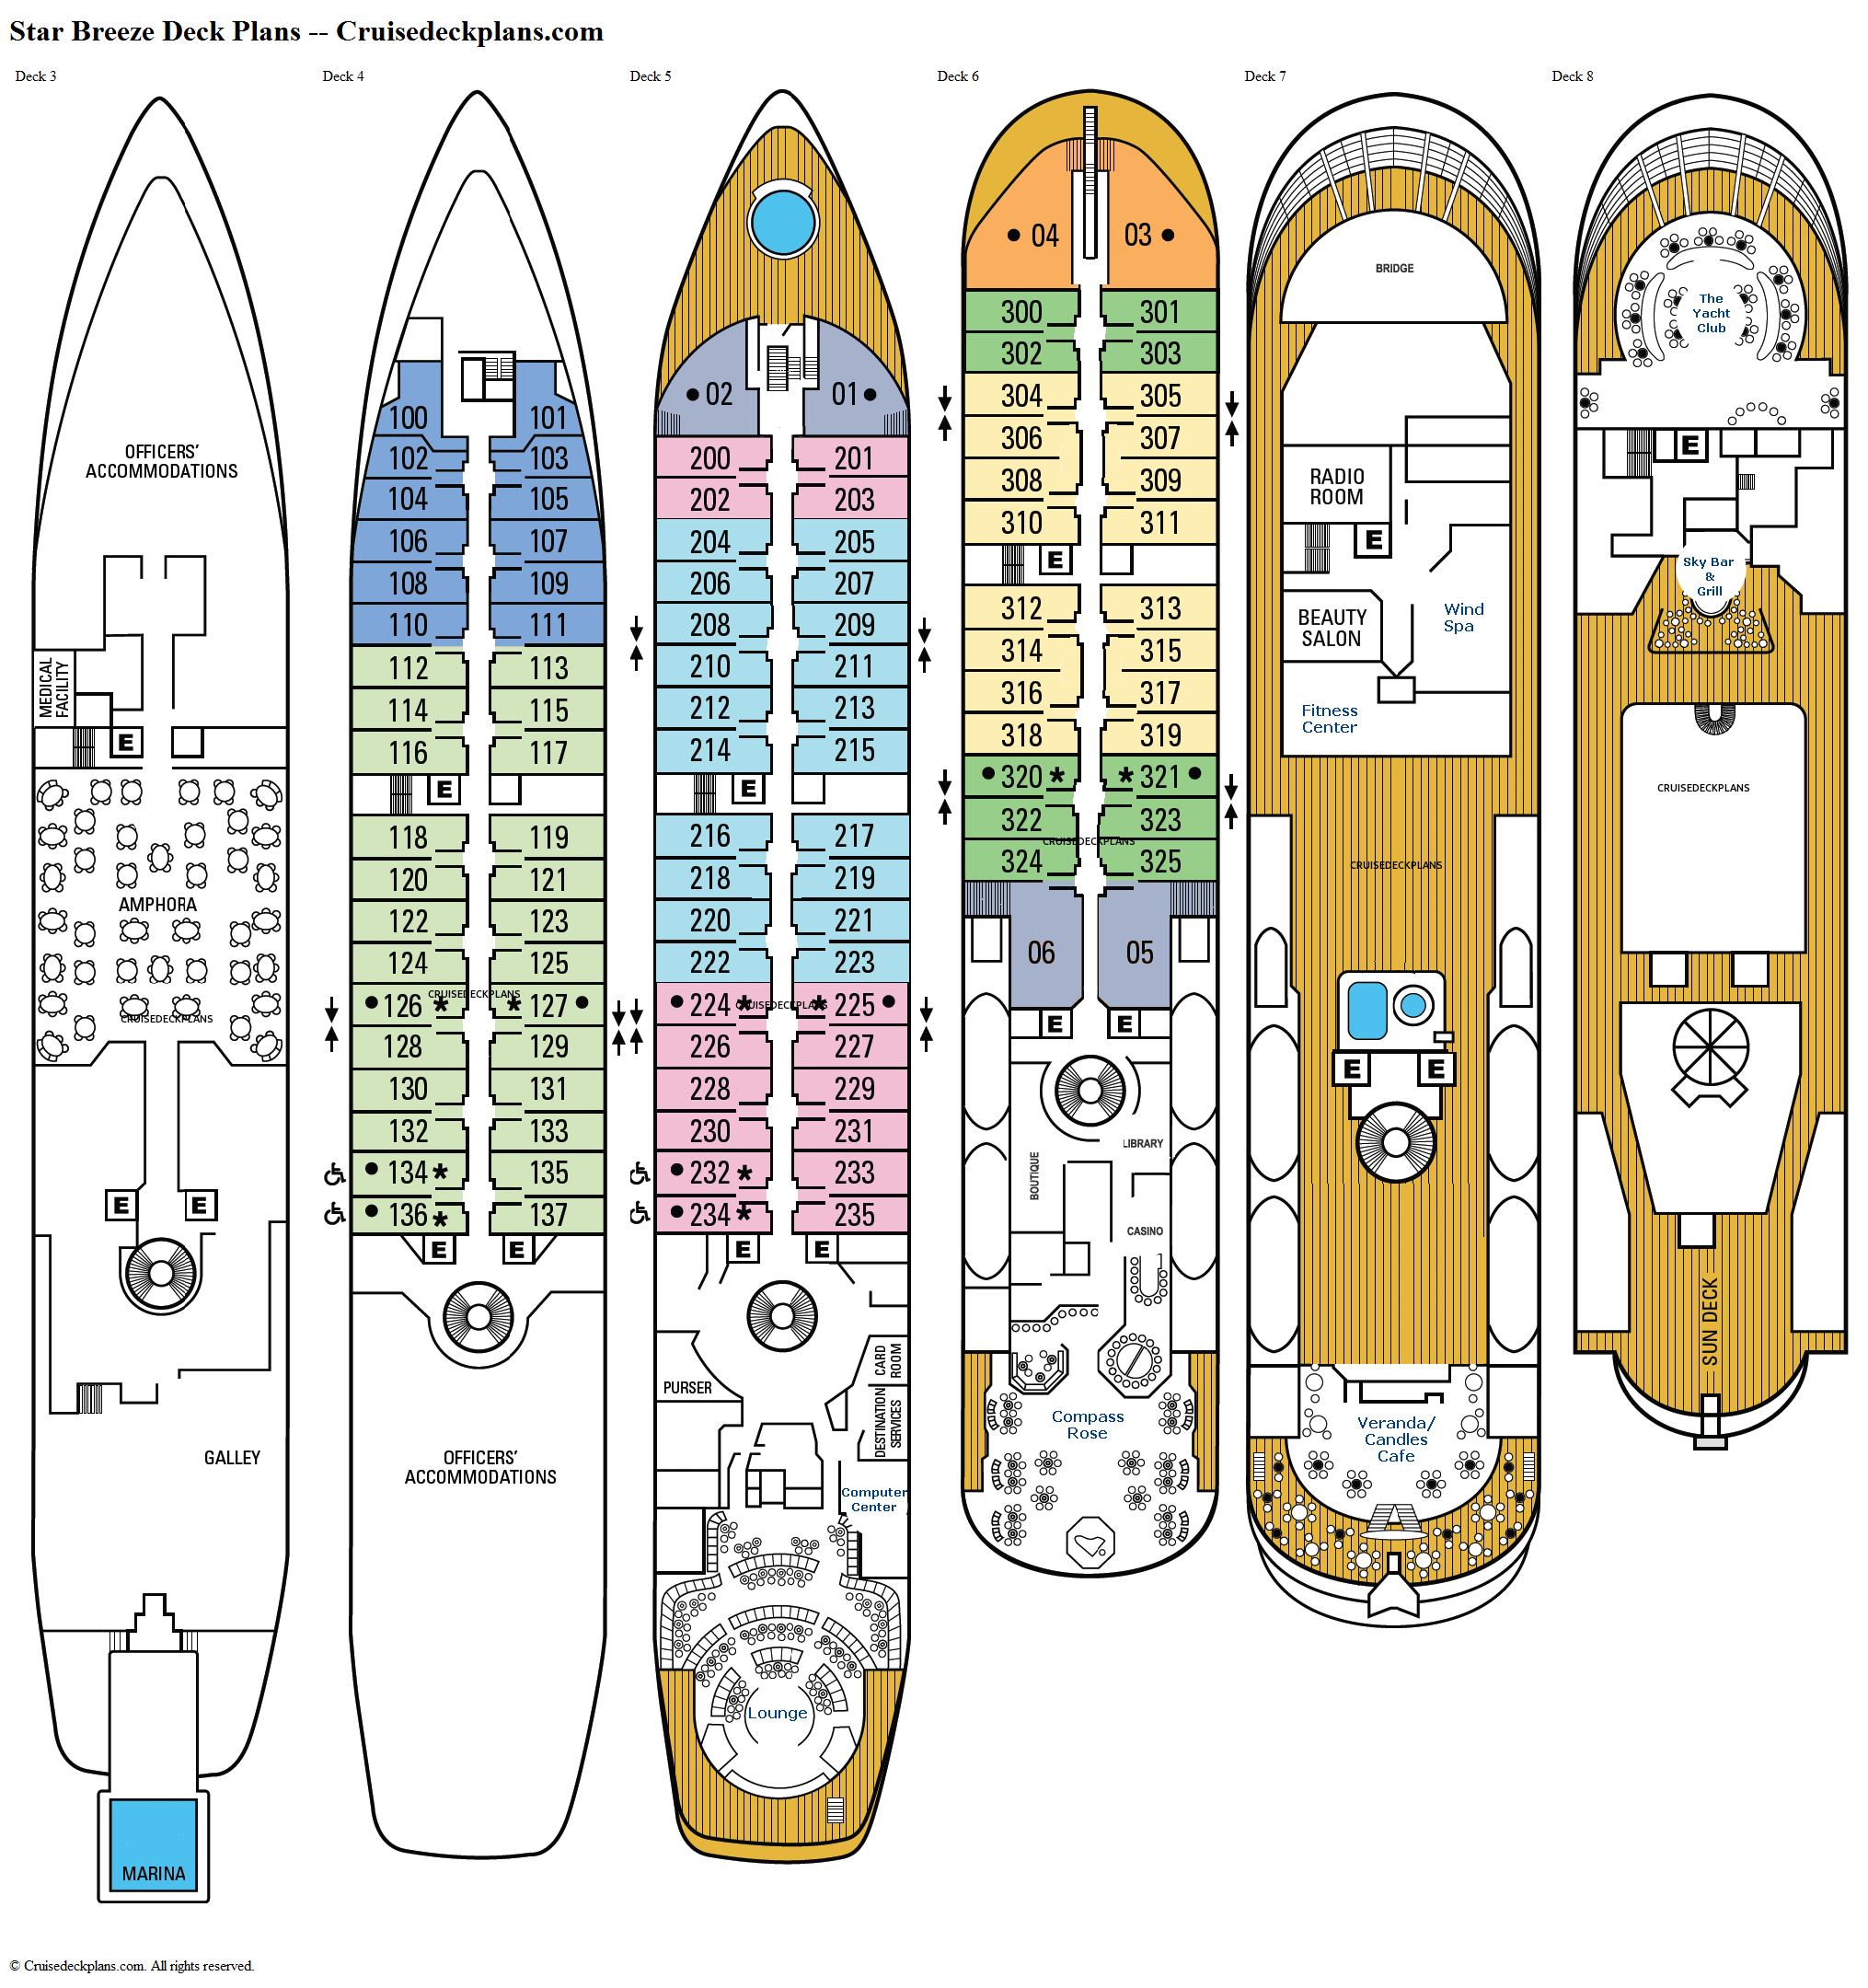 Star Breeze Deck Plans -- Cruisedeckplans.com
Deck 3
Deck 4
Deck 5
Deck 6
Deck 7
Deck 8
OFFICERS'
ACCOMMODATIONS
MEDICAL
FACILITY
E
AMPHORA
CRUISEDECKPLANS
E E
GALLEY
MARINA
100 101
102 103
104 105
106 107
108 109
110 111
112 113
114 115
116 117
E
118 119
120 121
122 123
124 125
CRUISEDECKPLANS
126 * * 127
128 129
130 131
132 133
134 * 135
136 * 137
E E
OFFICERS'
ACCOMMODATIONS
02 01
200 201
202 203
204 205
206 207
208 209
210 211
212 213
214 215
E
216 217
218 219
220 221
222 223
224 * CRUISEDECKPLANS * 225
226 227
228 229
230 231
232 * 233
234 * 235
E E
PURSER
CARD
ROOM
DESTINATION
SERVICES
Computer
Center
Lounge
04 03
300 301
302 303
304 305
306 307
308 309
310 311
E
312 313
314 315
316 317
318 319
320 * * 321
322 323
CRUISEDECKPLANS
324 325
06 05
E E
LIBRARY
BOUTIQUE
CASINO
Compass
Rose
BRIDGE
RADIO
ROOM
E
BEAUTY
SALON
Wind
Spa
Fitness
Center
CRUISEDECKPLANS
E E
Veranda/
Candles
Cafe
The
Yacht
Club
E
Sky Bar
&
Grill
CRUISEDECKPLANS
SUN DECK
© Cruisedeckplans.com. All rights reserved.